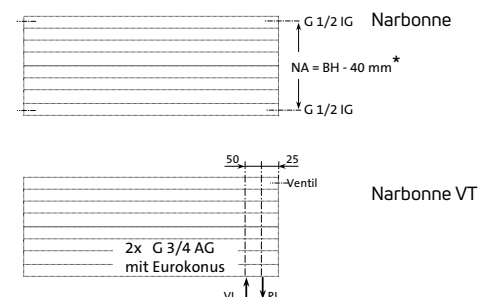 G 1/2 IG Narbonne
NA = BH - 40 mm*
G 1/2 IG
50 25
Ventil
Narbonne VT
2x G 3/4 AG
mit Eurokonus
VL RL